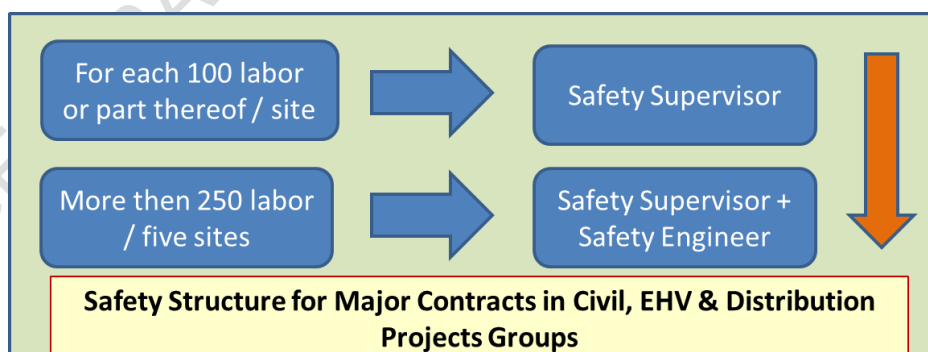 For each 100 labor
or part thereof / site
Safety Supervisor
More then 250 labor
/ five sites
Safety Supervisor +
Safety Engineer
Safety Structure for Major Contracts in Civil, EHV & Distribution
Projects Groups